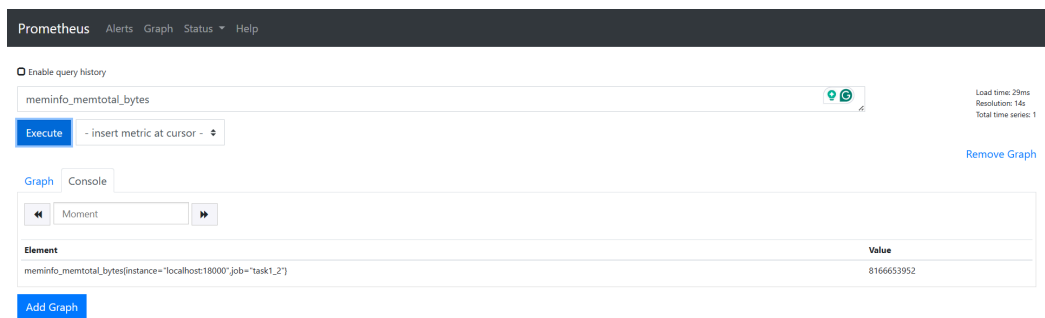 Prometheus Alerts Graph Status Help
Enable query history
meminfo_memtotal_bytes
Load time: 29ms
Resolution: 14s
Total time series: 1
Execute
- insert metric at cursor -
Remove Graph
Graph Console
Moment
Element Value
meminfo_memtotal_bytes{instance="localhost:18000",job="task1_2"} 8166653952
Add Graph